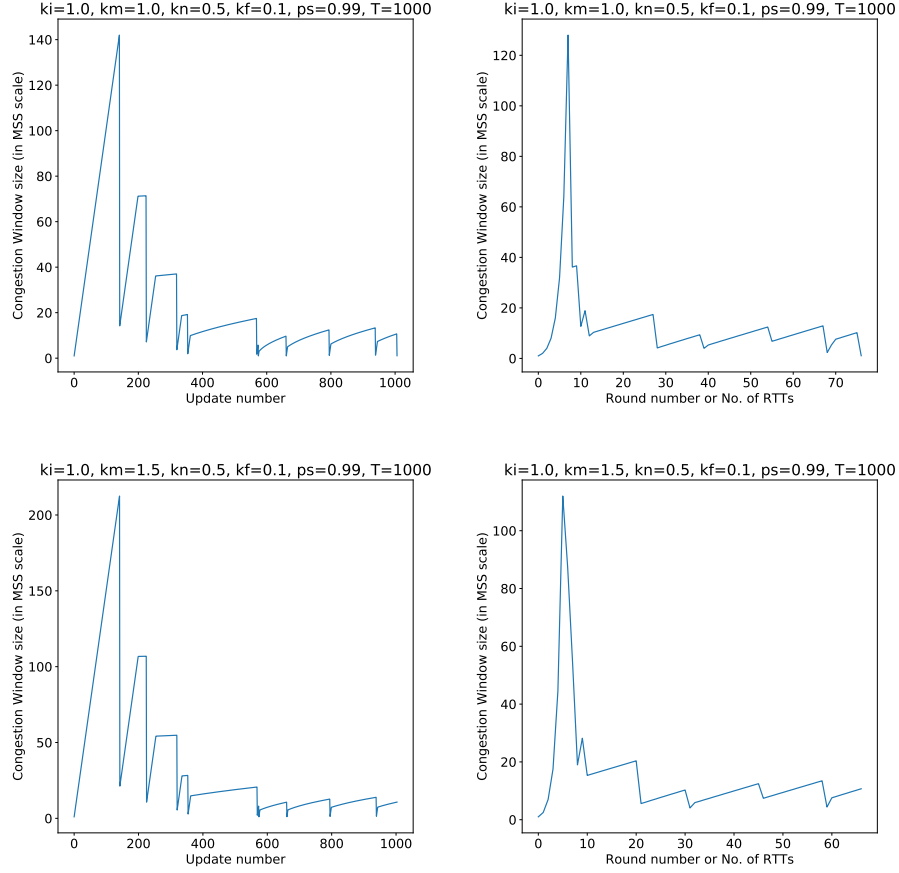 ki=1.0, km=1.0, kn=0.5, kf=0.1, ps=0.99, T=1000
Congestion Window size (in MSS scale)
140
120
100
80
60
40
20
0
0 200 400 600 800 1000
Update number
ki=1.0, km=1.0, kn=0.5, kf=0.1, ps=0.99, T=1000
Congestion Window size (in MSS scale)
120
100
80
60
40
20
0
0 10 20 30 40 50 60 70
Round number or No. of RTTs
ki=1.0, km=1.5, kn=0.5, kf=0.1, ps=0.99, T=1000
Congestion Window size (in MSS scale)
200
150
100
50
0
0 200 400 600 800 1000
Update number
ki=1.0, km=1.5, kn=0.5, kf=0.1, ps=0.99, T=1000
Congestion Window size (in MSS scale)
100
80
60
40
20
0
0 10 20 30 40 50 60
Round number or No. of RTTs